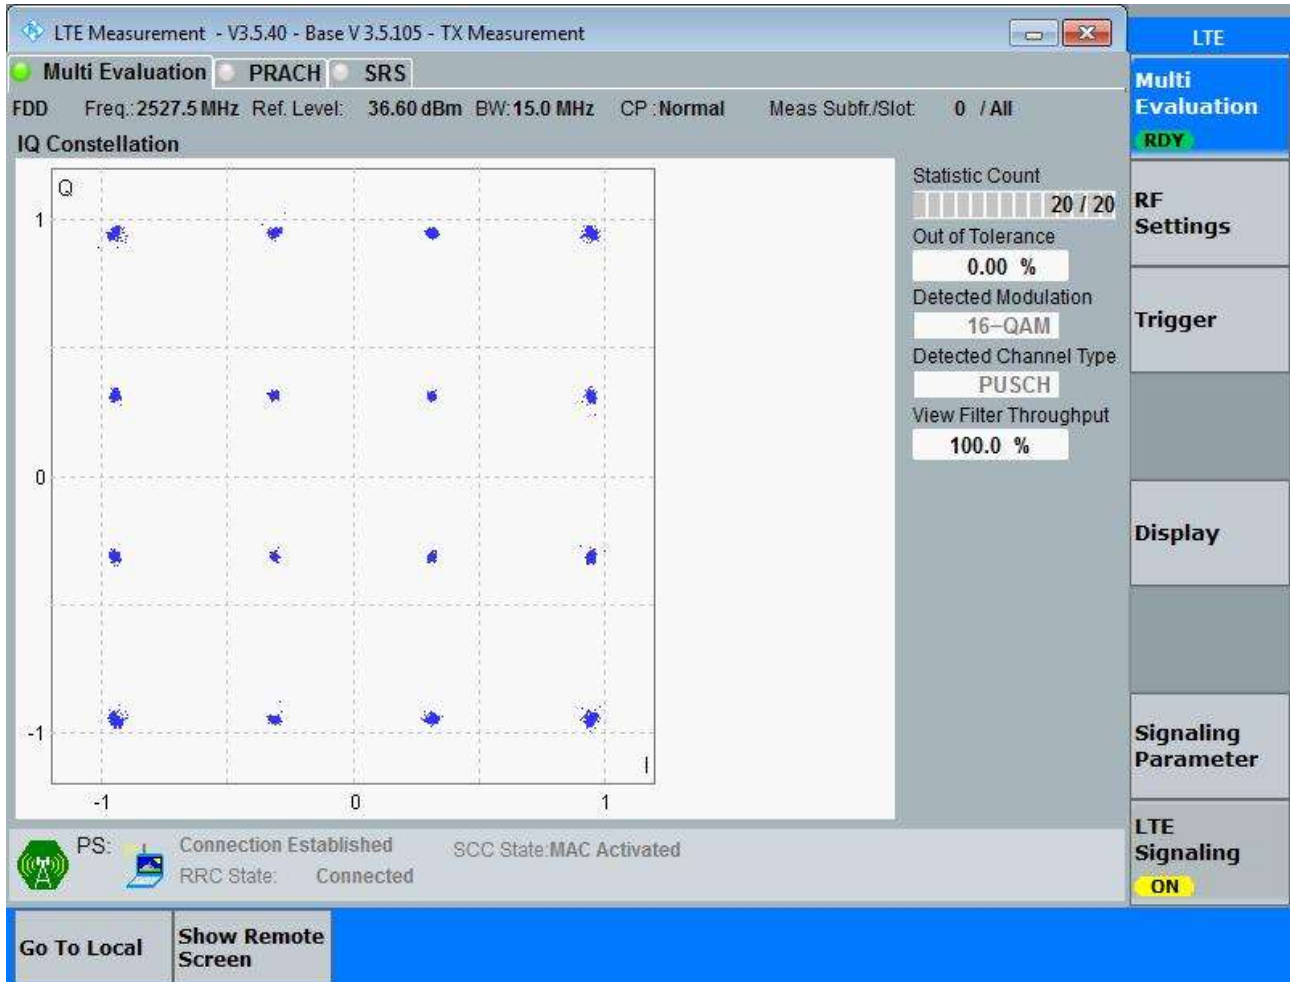 LTE Measurement - V3.5.40 - Base V 3.5.105 - TX Measurement
LTE
Multi Evaluation PRACH SRS
FDD Freq.: 2527.5 MHz Ref. Level: 36.60 dBm BW: 15.0 MHz CP : Normal Meas Subfr./Slot: 0 / All
IQ Constellation
Q
1
0
-1
-1 0 1
I
Statistic Count
20 / 20
Out of Tolerance
0.00 %
Detected Modulation
16-QAM
Detected Channel Type
PUSCH
View Filter Throughput
100.0 %
PS: Connection Established SCC State: MAC Activated
RRC State: Connected
Multi
Evaluation
RDY
RF
Settings
Trigger
Display
Signaling
Parameter
LTE
Signaling
ON
Go To Local
Show Remote
Screen